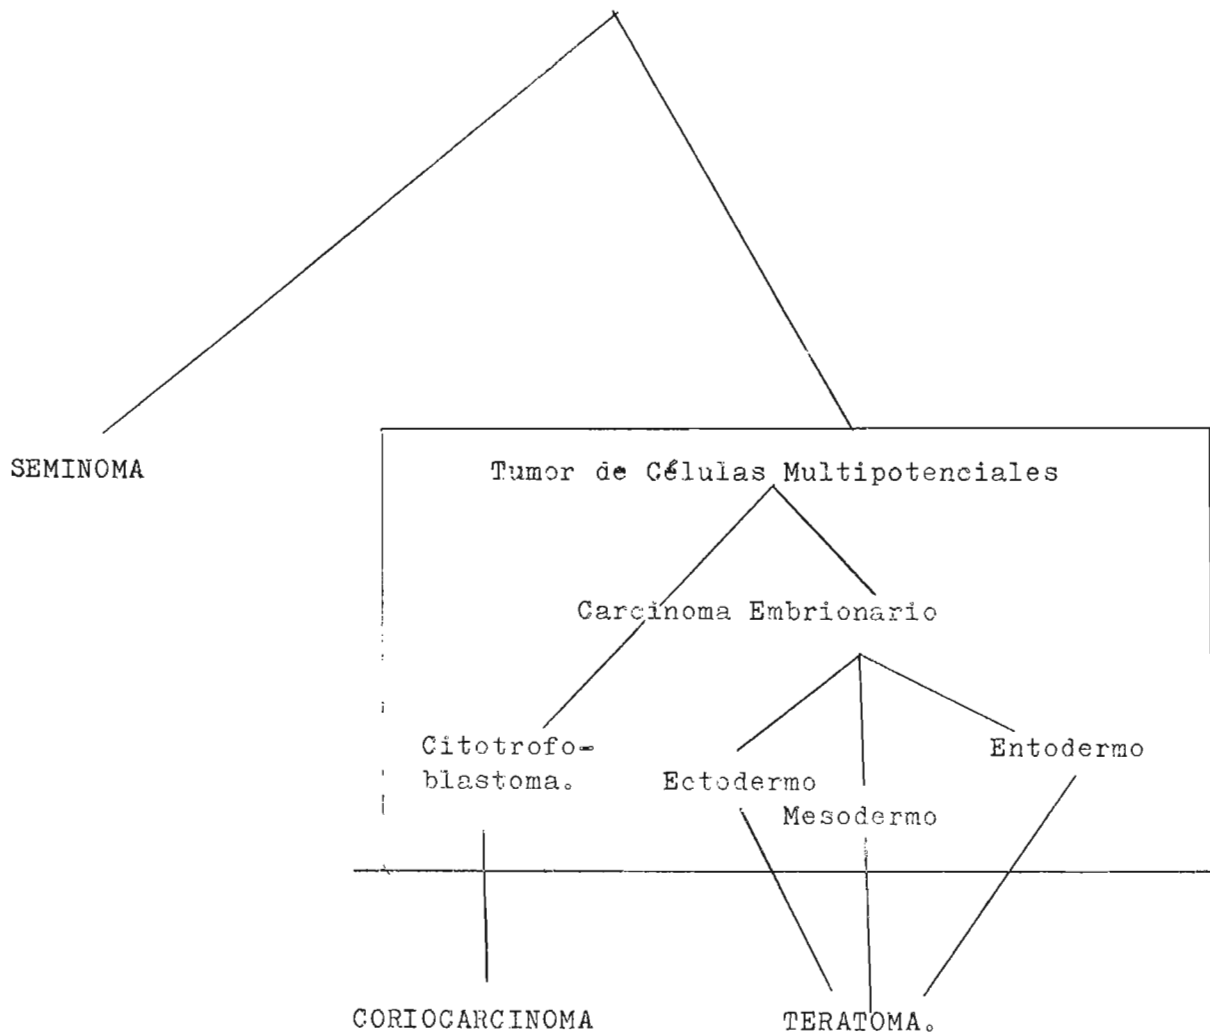 SEMINOMA
Tumor de Células Multipotenciales
Carcinoma Embrionario
Citotrofo-
blastoma.
Ectodermo
Mesodermo
Entodermo
CORIOCARCINOMA
TERATOMA.